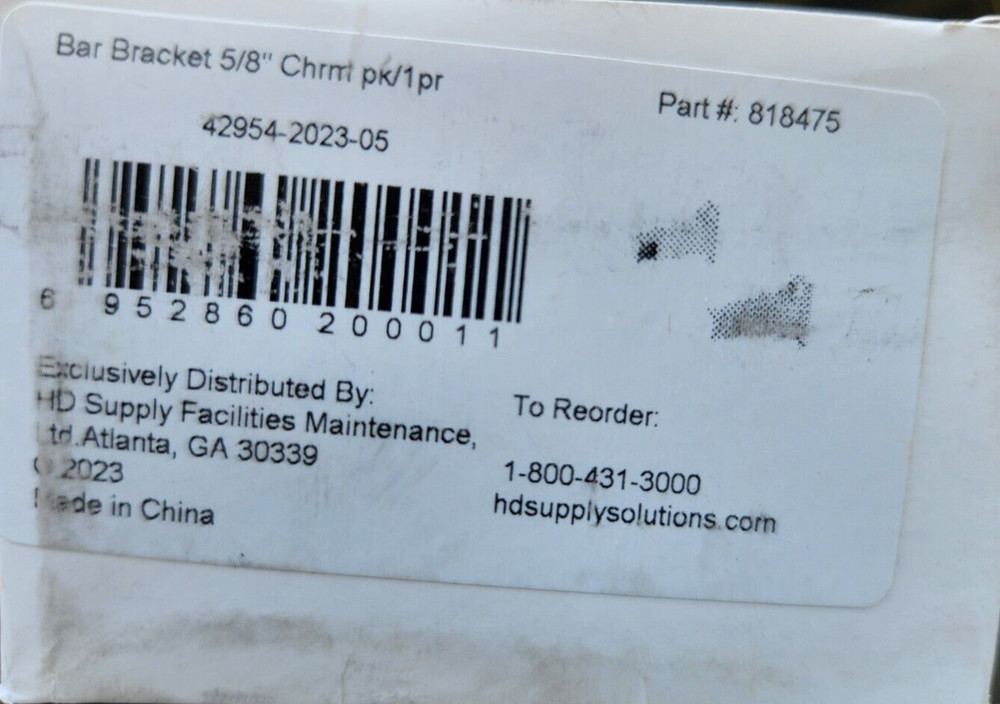 Bar Bracket 5/8" Chrm pk/1pr
Part #: 818475
42954-2023-05
6 952860 200011
Exclusively Distributed By:
HD Supply Facilities Maintenance,
Ltd.Atlanta, GA 30339
© 2023
Made in China
To Reorder:
1-800-431-3000
hdsupplysolutions.com